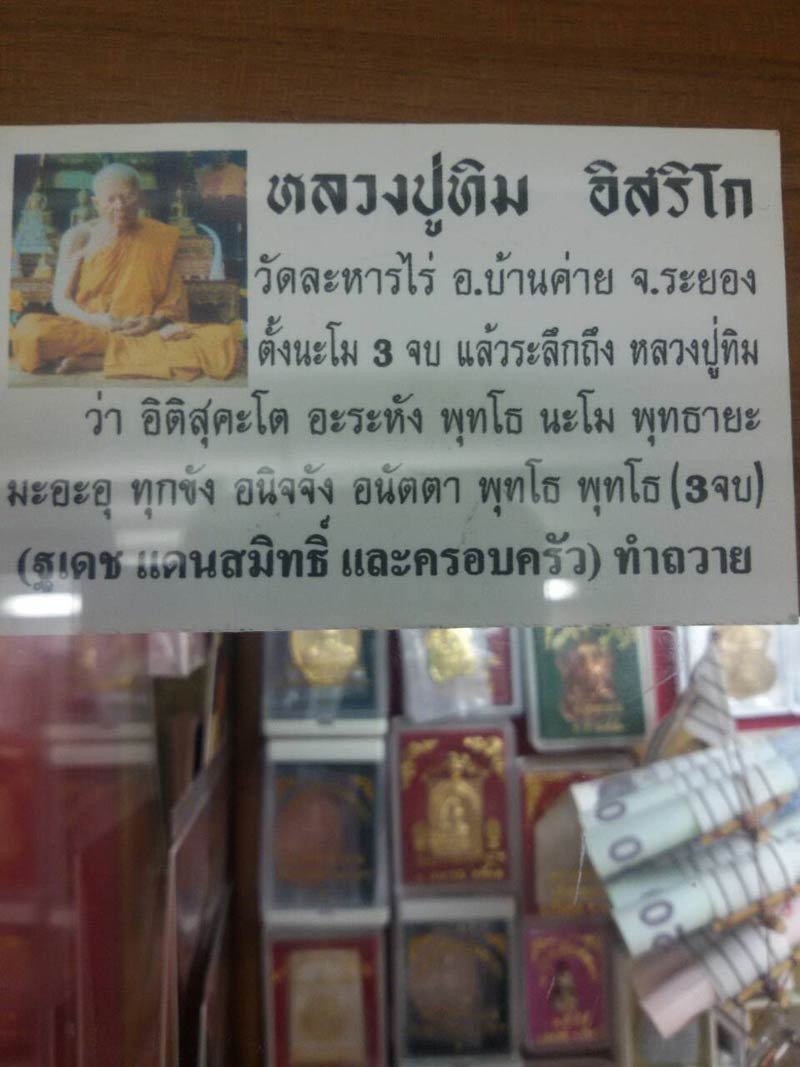 หลวงปู่ทิม อิสริโก
วัดละหารไร่ อ.บ้านค่าย จ.ระยอง
ตั้งนะโม 3 จบ แล้วระลึกถึง หลวงปู่ทิม
ว่า อิติสุคะโต อะระหัง พุทโธ นะโม พุทธายะ
มะอะอุ ทุกขัง อนิจจัง อนัตตา พุทโธ พุทโธ (3จบ)
(ฐเดช แดนสมิทธิ์ และครอบครัว) ทำถวาย
20